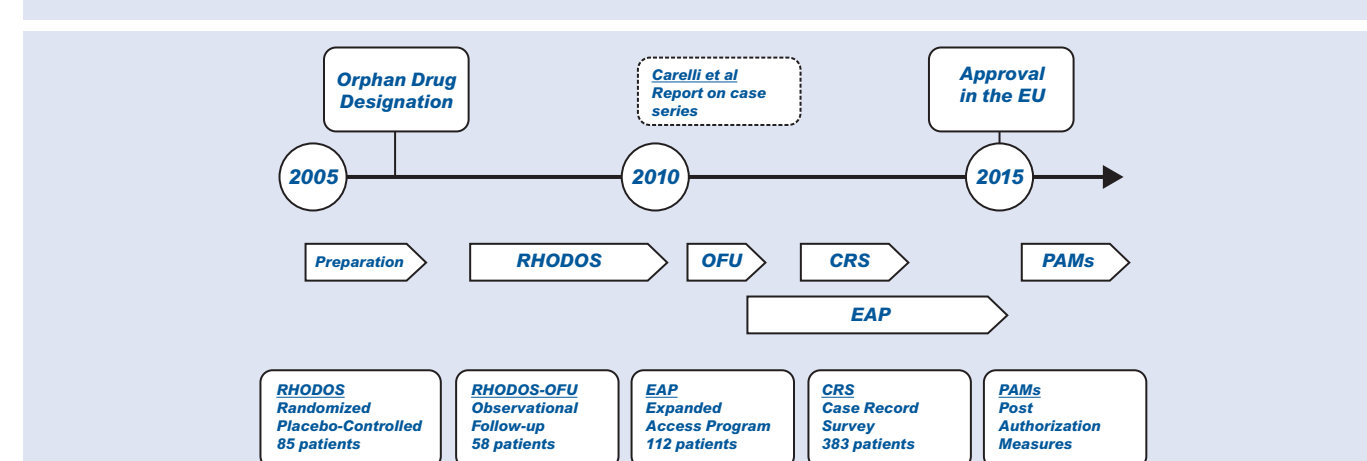 Orphan Drug
Designation
Carelli et al
Report on case
series
Approval
in the EU
2005
2010
2015
Preparation
RHODOS
OFU
CRS
PAMs
EAP
RHODOS
Randomized
Placebo-Controlled
85 patients
RHODOS-OFU
Observational
Follow-up
58 patients
EAP
Expanded
Access Program
112 patients
CRS
Case Record
Survey
383 patients
PAMs
Post
Authorization
Measures